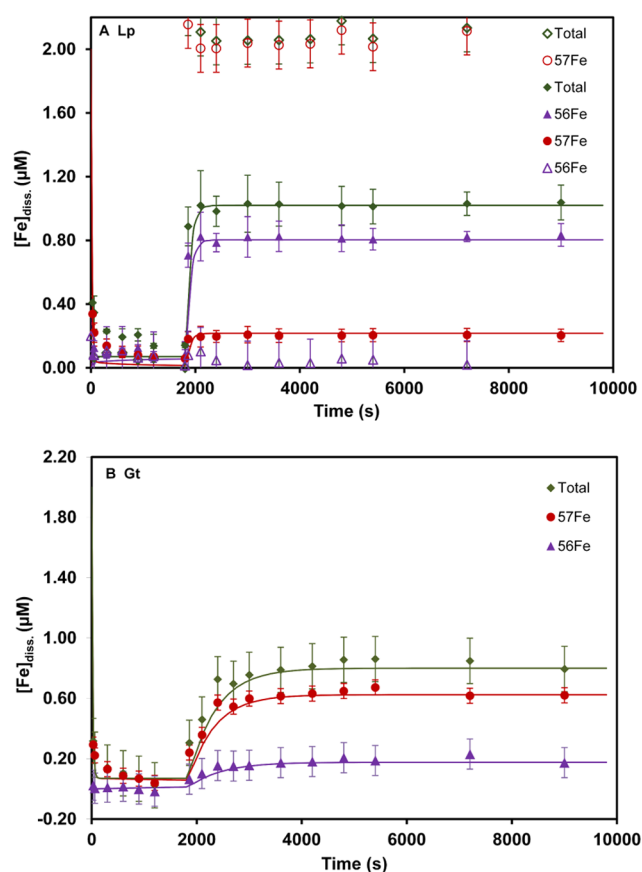 A Lp
2.00
1.60
1.20
0.80
0.40
0.00
[Fe]diss. (µM)
Total
57Fe
Total
56Fe
57Fe
56Fe
0 2000 4000 6000 8000 10000
Time (s)
B Gt
2.20
1.80
1.40
1.00
0.60
0.20
-0.20
[Fe]diss. (µM)
Total
57Fe
56Fe
0 2000 4000 6000 8000 10000
Time (s)